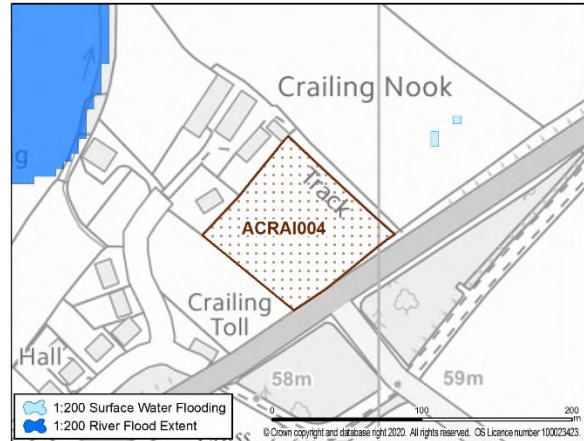 Crailing Nook
g
Track
ACRAI004
Crailing
Toll
Hall
58m
59m
1:200 Surface Water Flooding
1:200 River Flood Extent
0 100 200
m
© Crown copyright and database right 2020. All rights reserved. OS Licence number 100023423.